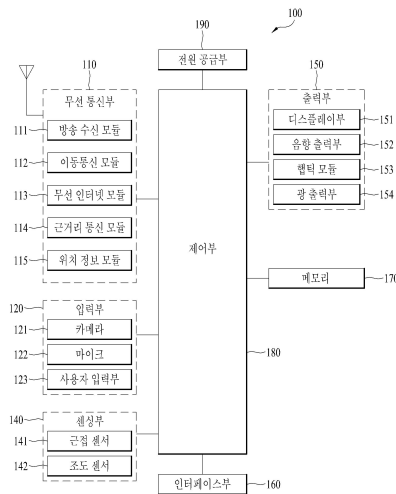 100
190
전원 공급부
110
무선 통신부
111 방송 수신 모듈
112 이동통신 모듈
113 무선 인터넷 모듈
114 근거리 통신 모듈
115 위치 정보 모듈
120 입력부
121 카메라
122 마이크
123 사용자 입력부
140 센싱부
141 근접 센서
142 조도 센서
제어부
180
150
출력부
디스플레이부 151
음향 출력부 152
햅틱 모듈 153
광 출력부 154
메모리 170
인터페이스부 160